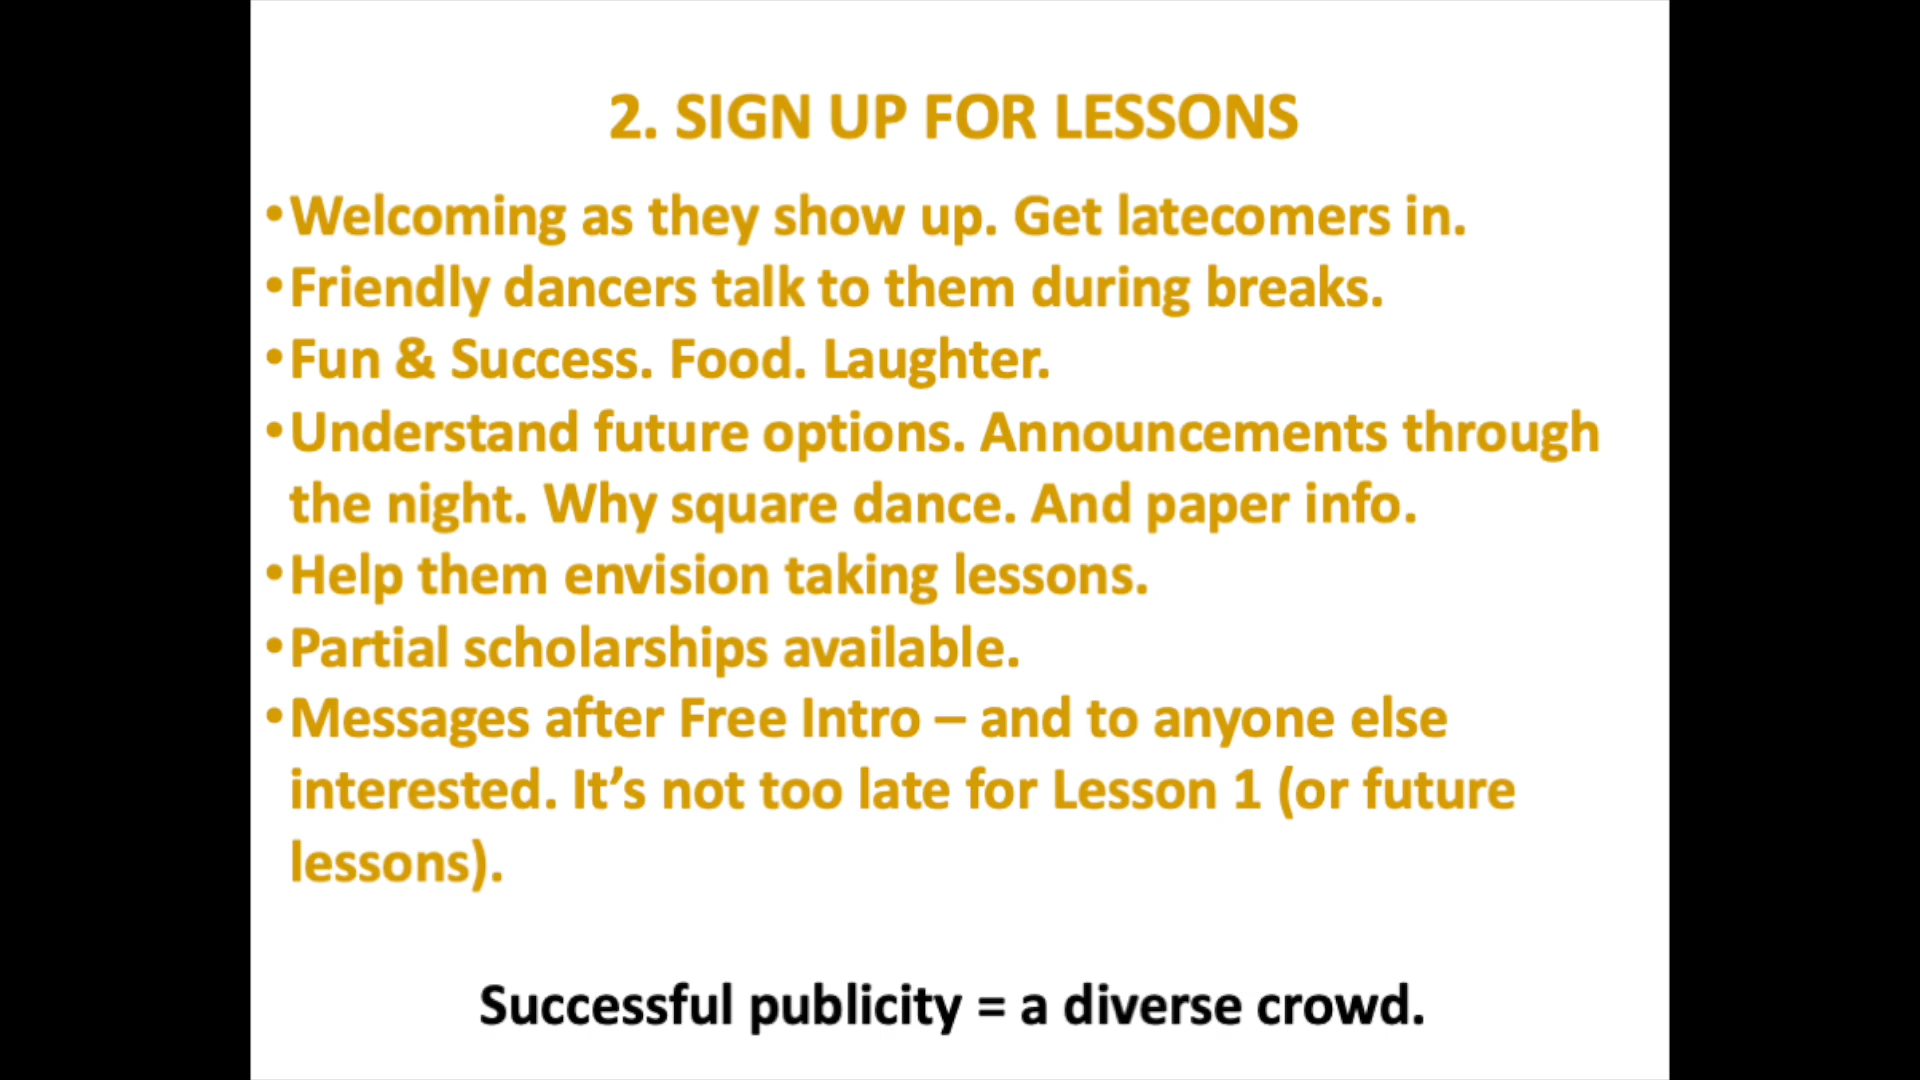 2. SIGN UP FOR LESSONS
•Welcoming as they show up. Get latecomers in.
•Friendly dancers talk to them during breaks.
•Fun & Success. Food. Laughter.
•Understand future options. Announcements through
the night. Why square dance. And paper info.
•Help them envision taking lessons.
•Partial scholarships available.
•Messages after Free Intro – and to anyone else
interested. It’s not too late for Lesson 1 (or future
lessons).
Successful publicity = a diverse crowd.